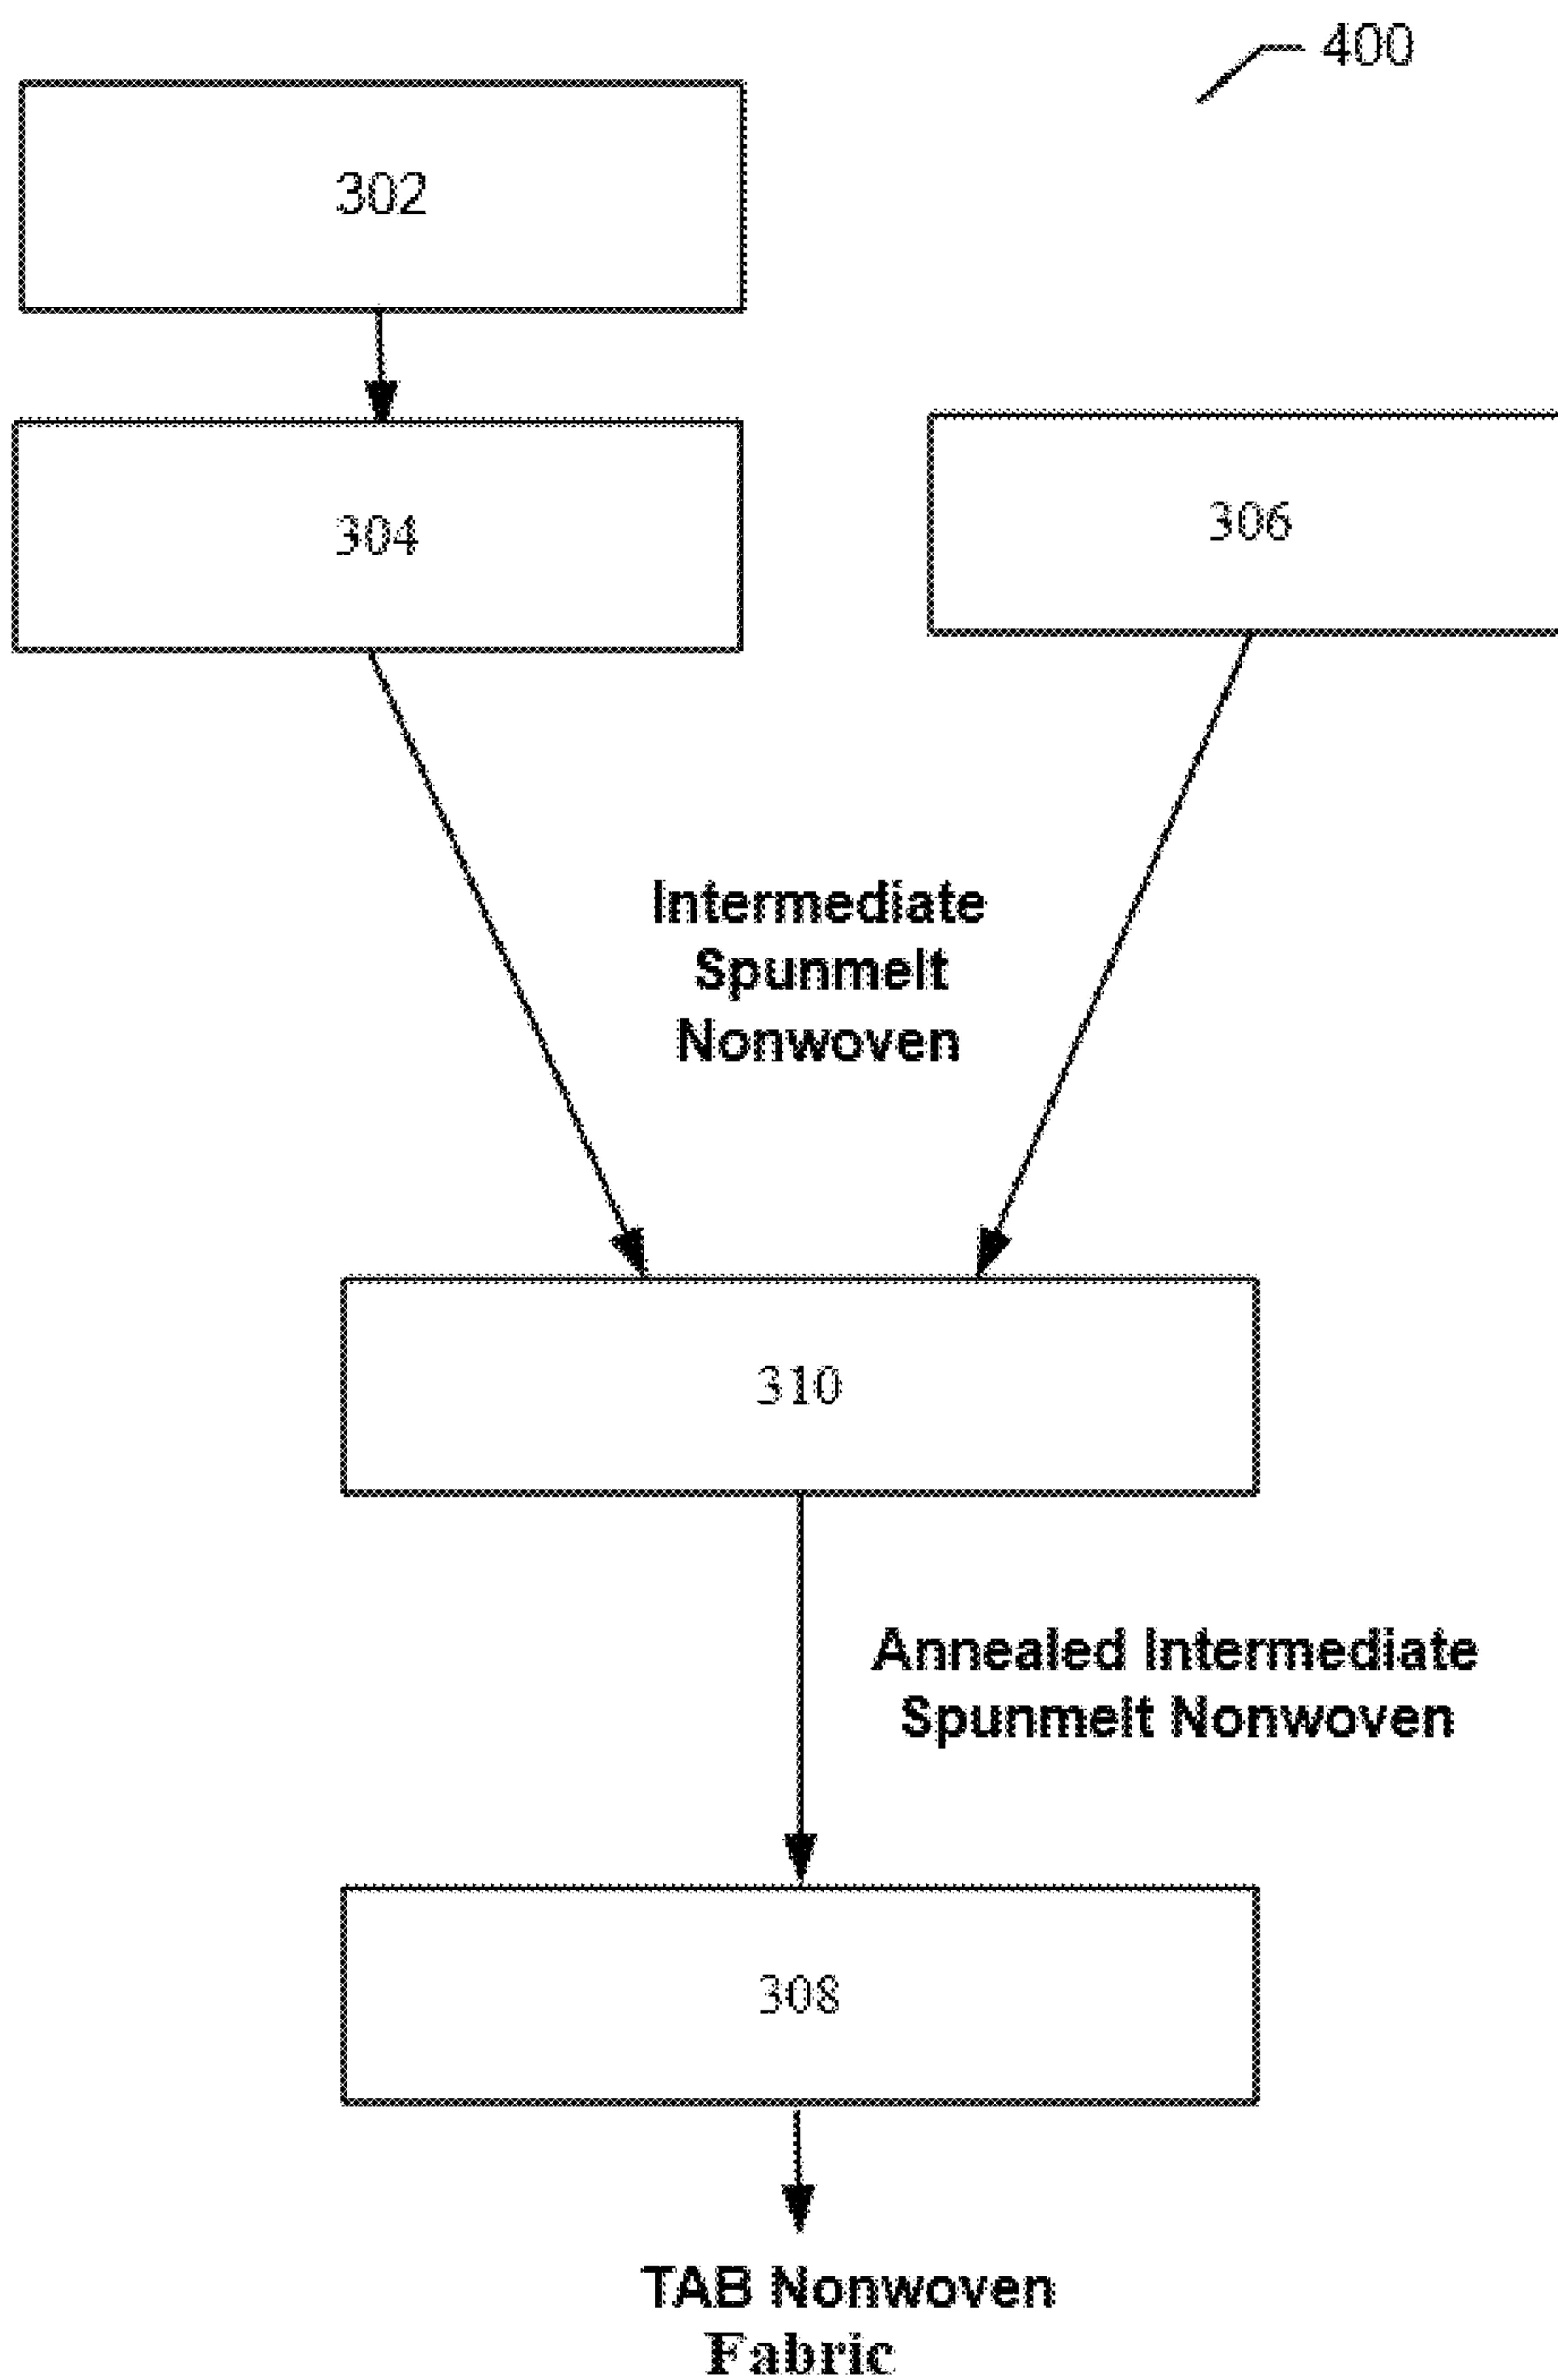 400
302
304
306
Intermediate
Spunmelt
Nonwoven
310
Annealed Intermediate
Spunmelt Nonwoven
308
TAB Nonwoven
Fabric